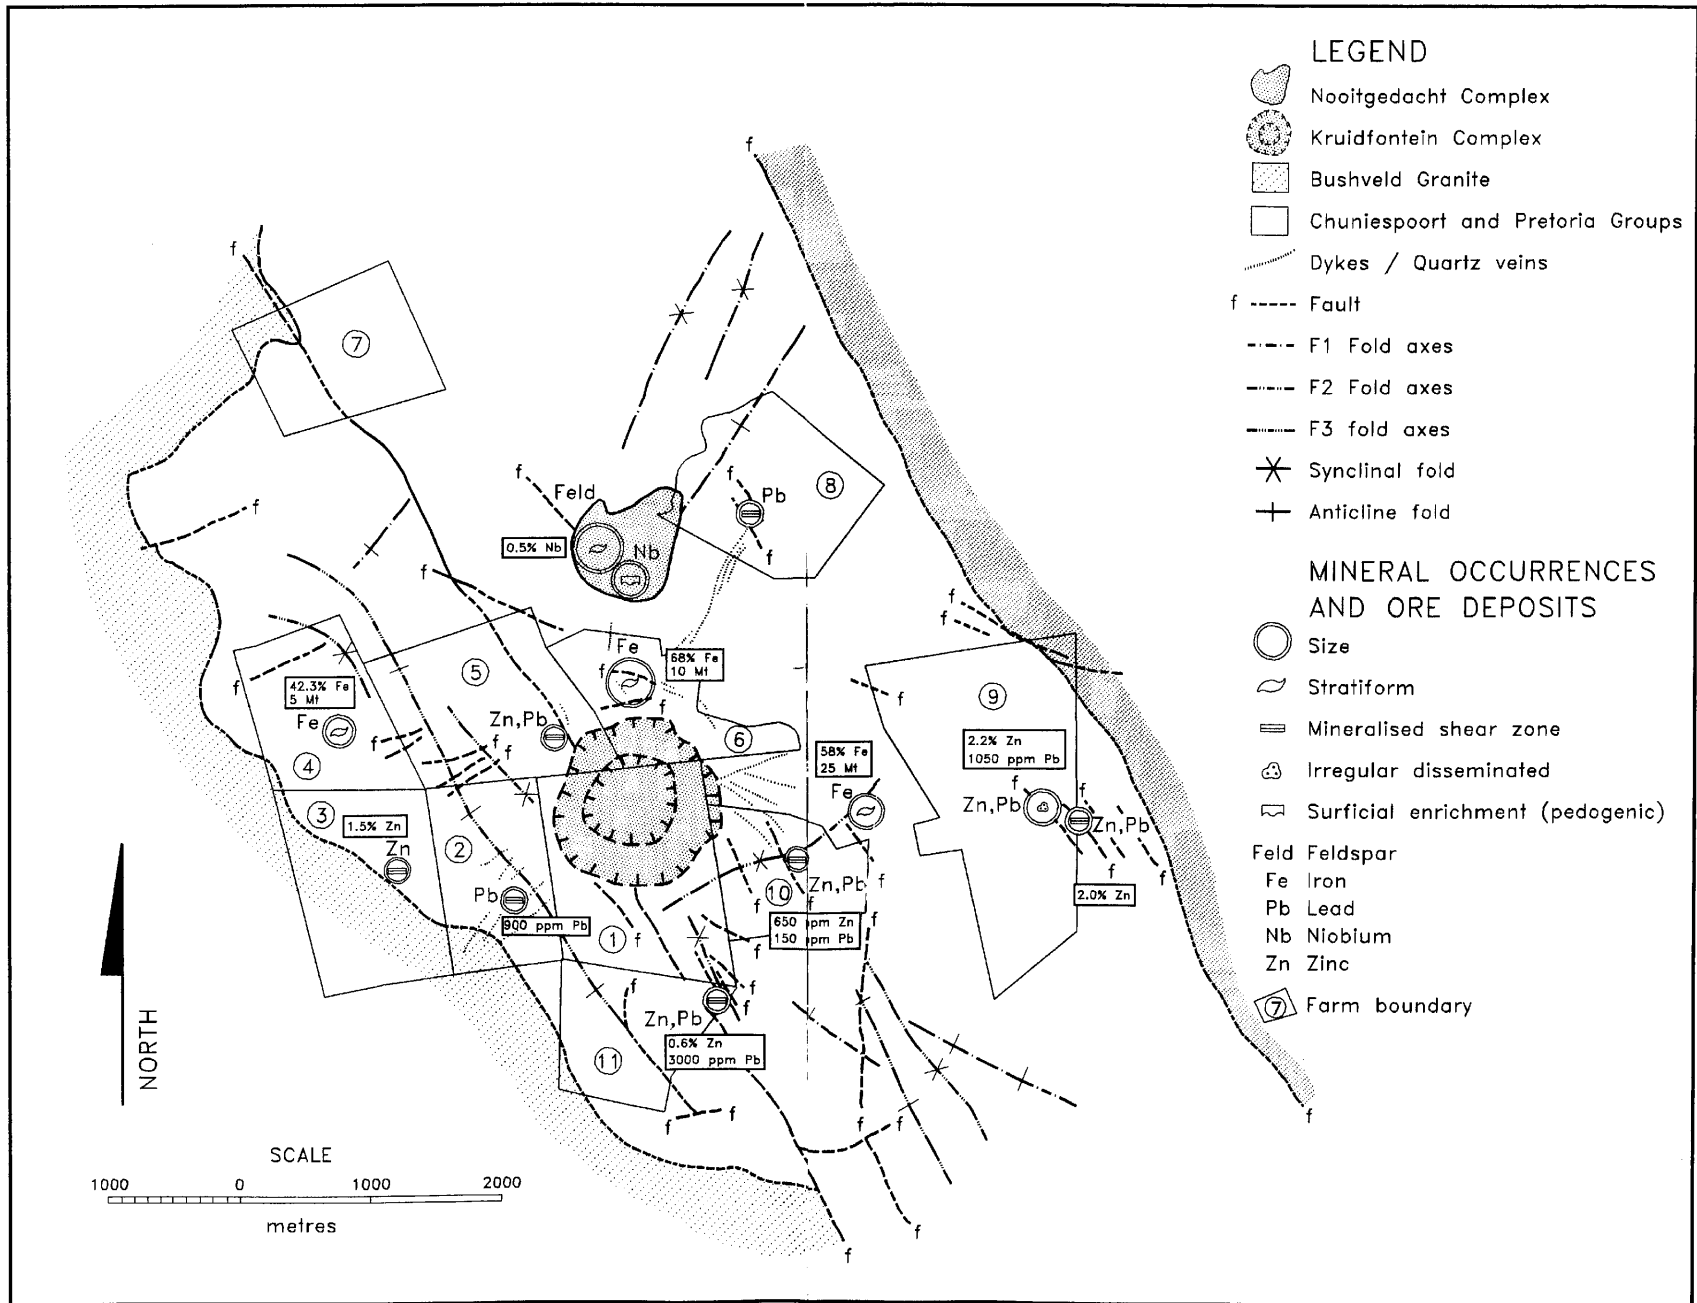 LEGEND
Nooitgedacht Complex
Kruidfontein Complex
Bushveld Granite
Chuniespoort and Pretoria Groups
Dykes / Quartz veins
f Fault
F1 Fold axes
F2 Fold axes
F3 fold axes
Synclinal fold
Anticline fold
MINERAL OCCURRENCES
AND ORE DEPOSITS
Size
Stratiform
Mineralised shear zone
Irregular disseminated
Surficial enrichment (pedogenic)
Feld Feldspar
Fe Iron
Pb Lead
Nb Niobium
Zn Zinc
7 Farm boundary
f
f
7
f
f
Feld
f
Pb
8
0.5% Nb
Nb
f
f
f
f
5
Fe
68% Fe
10 Mt
f
9
f
f
42.3% Fe
5 Mt
Fe
Zn,Pb
f
6
f
f
f
4
58% Fe
25 Mt
Fe
2.2% Zn
1050 ppm Pb
f
f
Zn,Pb
Zn,Pb
3
1.5% Zn
Zn
2
Pb
900 ppm Pb
10
Zn,Pb
f
f
f
f
f
2.0% Zn
1
f
f
f
650 ppm Zn
150 ppm Pb
f
f
f
Zn,Pb
0.6% Zn
3000 ppm Pb
11
f
f
f
f
f
f
f
NORTH
SCALE
1000 0 1000 2000
metres